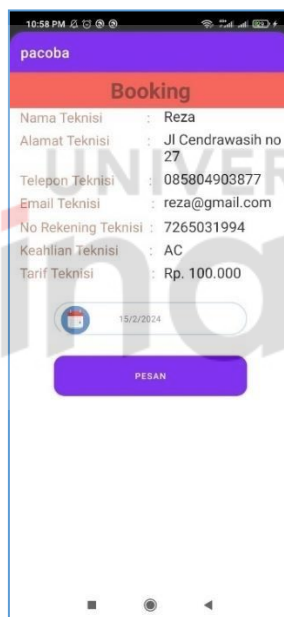 10:58 PM
pacoba
Booking
Nama Teknisi : Reza
Alamat Teknisi : Jl Cendrawasih no 27
Telepon Teknisi : 085804903877
Email Teknisi : reza@gmail.com
No Rekening Teknisi : 7265031994
Keahlian Teknisi : AC
Tarif Teknisi : Rp. 100.000
15/2/2024
PESAN
UNIVER